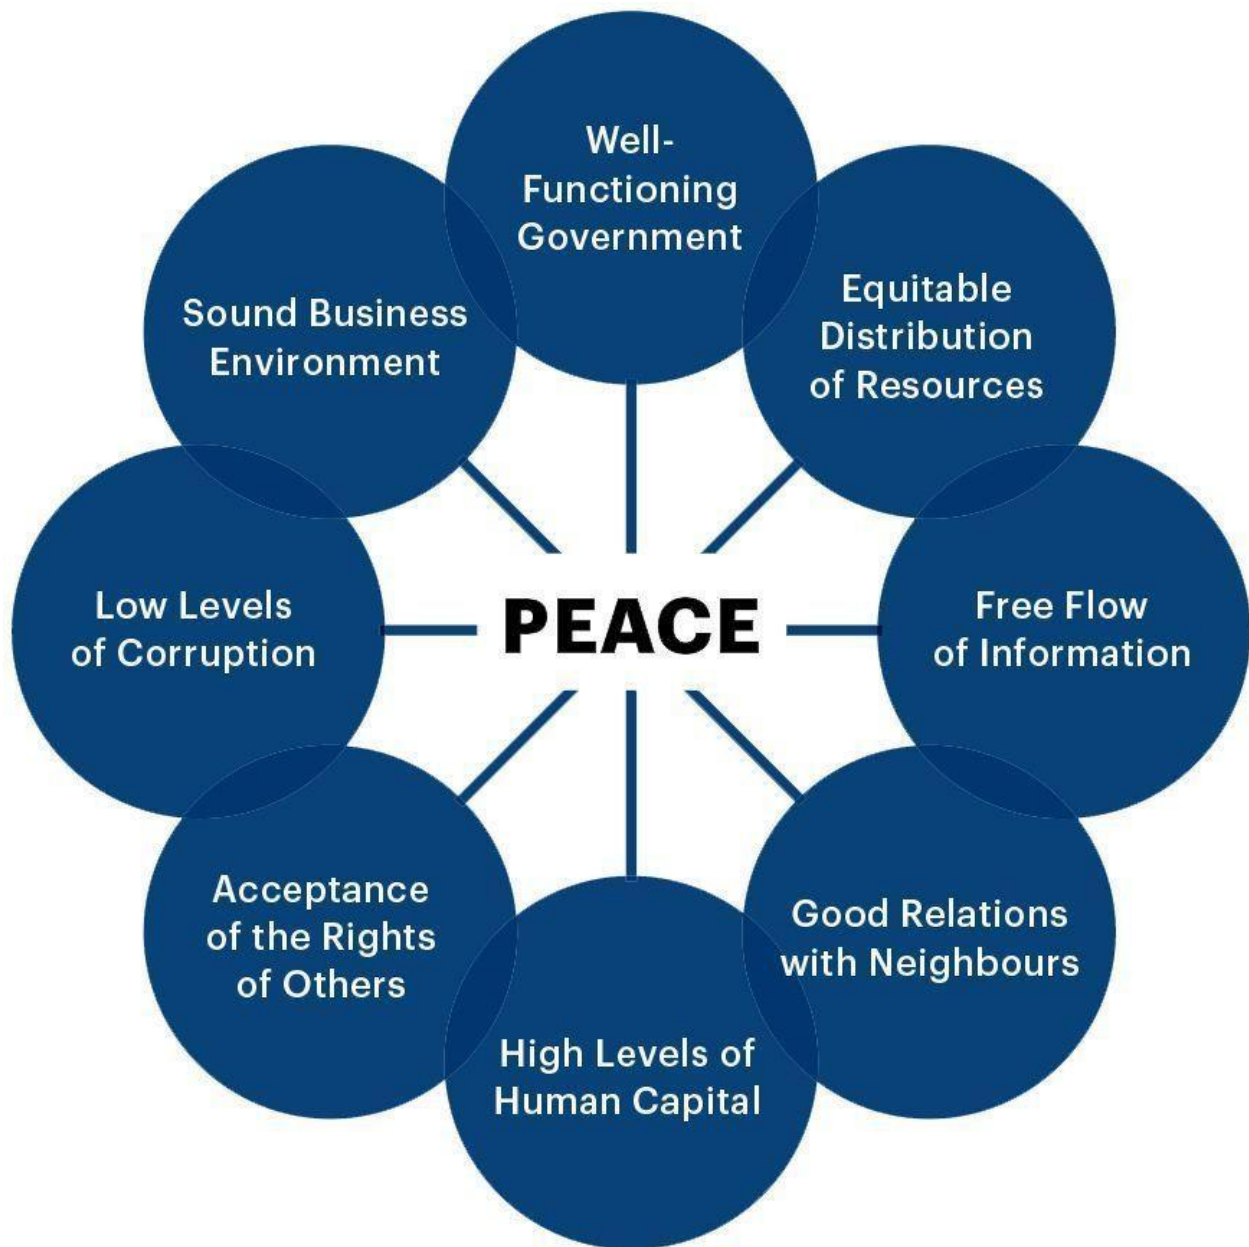 Well-
Functioning
Government
Equitable
Distribution
of Resources
Sound Business
Environment
Low Levels
of Corruption
PEACE
Free Flow
of Information
Acceptance
of the Rights
of Others
Good Relations
with Neighbours
High Levels of
Human Capital